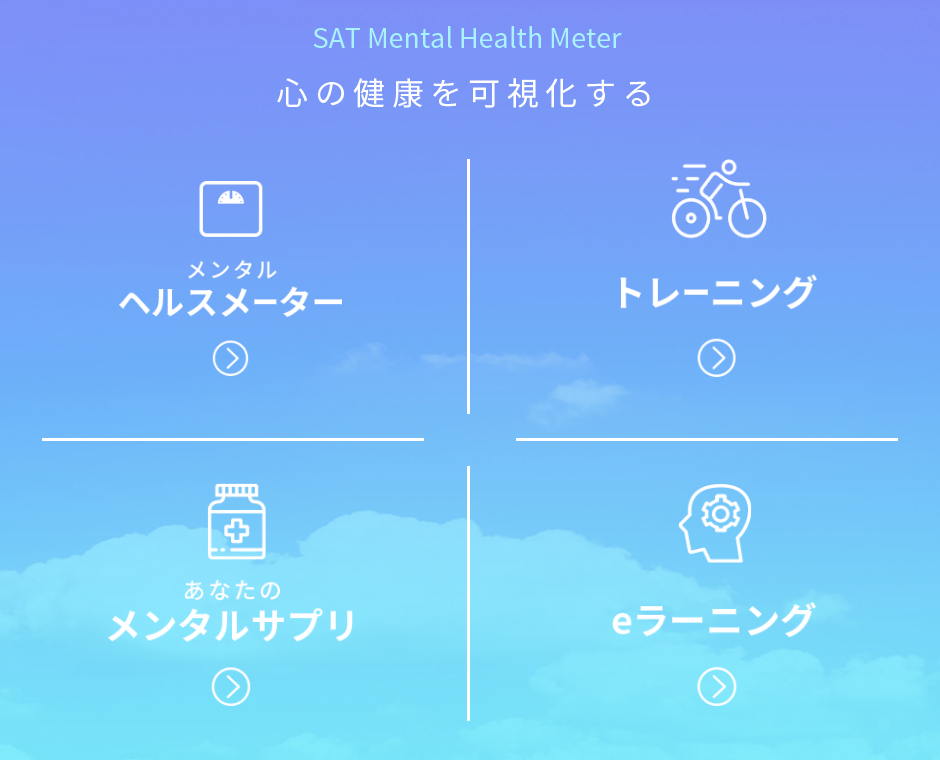 SAT Mental Health Meter
心の健康を可視化する
メンタル
ヘルスメーター
トレーニング
あなたの
メンタルサプリ
eラーニング